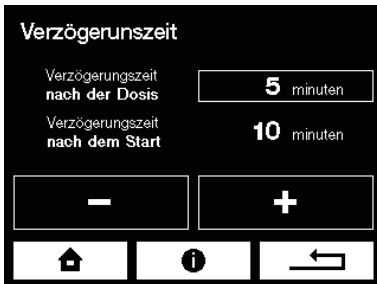 Verzögerunszeit
Verzögerungszeit
nach der Dosis
5 minuten
Verzögerungszeit
nach dem Start
10 minuten
- +
i